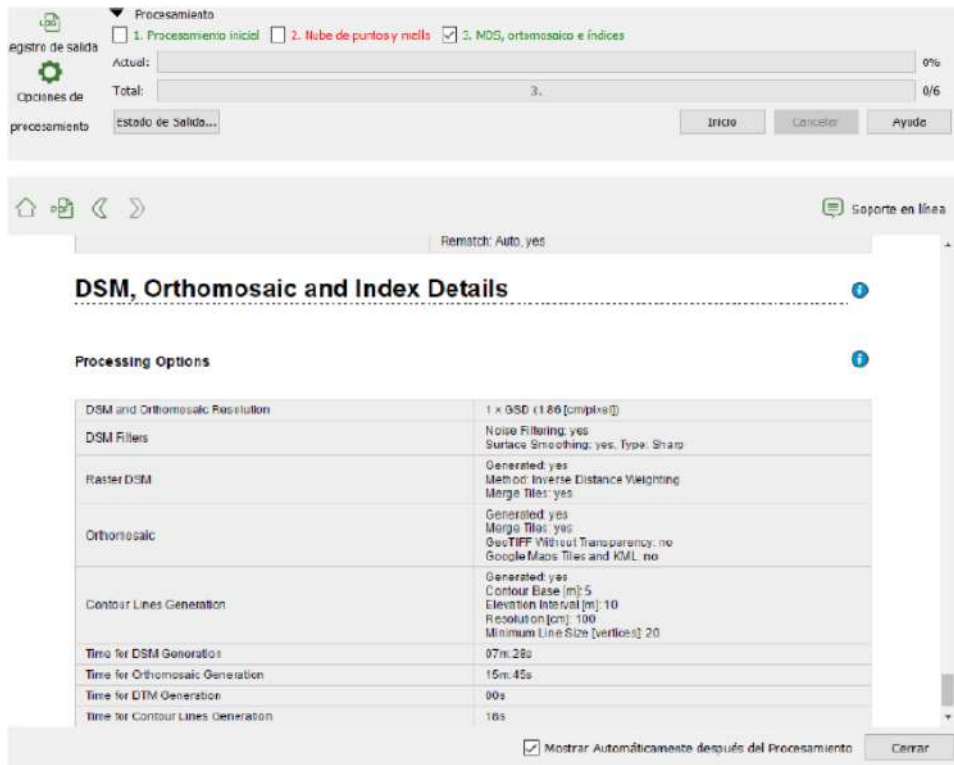 Procesamiento
1. Procesamiento inicial 2. Nube de puntos y malla 3. MDS, ortomosaico e índices
egistro de salida
Actual: 0%
Opciones de procesamiento
Total: 3. 0/6
Estado de Salida... Inicio Cancelar Ayuda
Soporte en línea
Rematch: Auto, yes
DSM, Orthomosaic and Index Details
Processing Options
DSM and Orthomosaic Resolution 1 x GSD (1.86 [cm/pixel])
DSM Filters Noise Filtering: yes
Surface Smoothing: yes, Type: Sharp
Raster DSM Generated: yes
Method: Inverse Distance Weighting
Merge Tiles: yes
Orthomosaic Generated: yes
Merge Tiles: yes
GeoTIFF Without Transparency: no
Google Maps Tiles and KML: no
Contour Lines Generation Generated: yes
Contour Base [m]: 5
Elevation Interval [m]: 10
Resolution [cm]: 100
Minimum Line Size [vertices]: 20
Time for DSM Generation 07m:28s
Time for Orthomosaic Generation 15m:45s
Time for DTM Generation 00s
Time for Contour Lines Generation 18s
Mostrar Automáticamente después del Procesamiento Cerrar